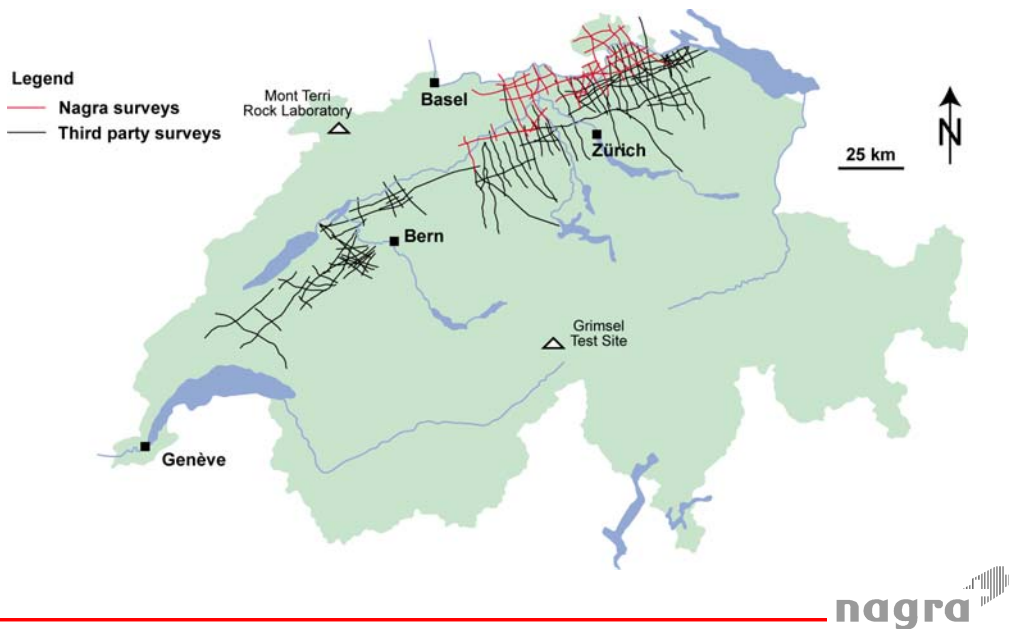 Legend
Nagra surveys
Third party surveys
Mont Terri
Rock Laboratory
Basel
Zürich
25 km
N
Bern
Grimsel
Test Site
Genève
nagra